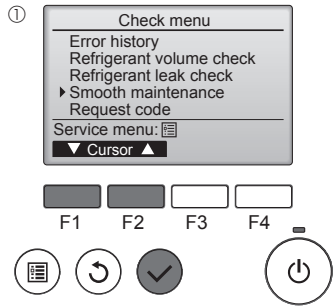 ①
Check menu
Error history
Refrigerant volume check
Refrigerant leak check
Smooth maintenance
Request code
Service menu:
▼ Cursor ▲
F1 F2 F3 F4